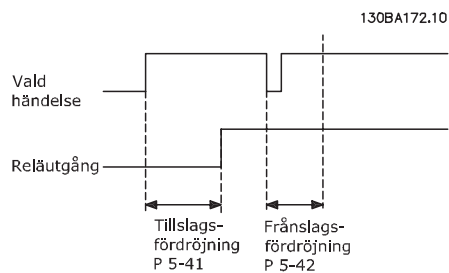 130BA172.10
Vald
händelse
Reläutgång
Tillslags-
fördröjning
P 5-41
Frånslags-
fördröjning
P 5-42